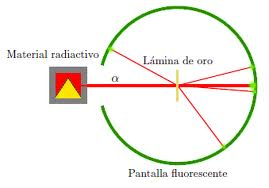 Material radiactivo
Lámina de oro
α
Pantalla fluorescente